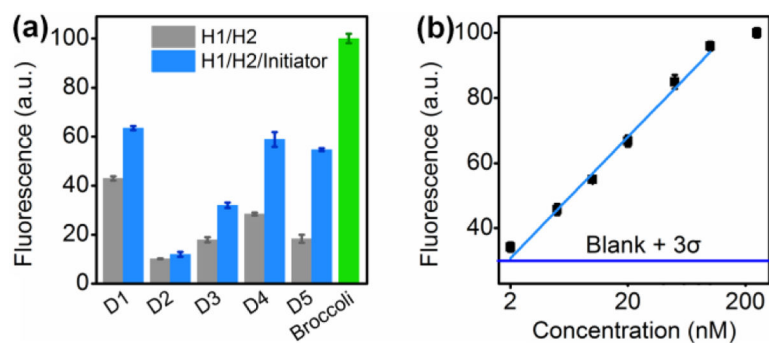 (a)
H1/H2
H1/H2/Initiator
Fluorescence (a.u.)
100
80
60
40
20
0
D1
D2
D3
D4
D5
Broccoli
(b)
Fluorescence (a.u.)
100
80
60
40
Blank + 3σ
2
20
200
Concentration (nM)